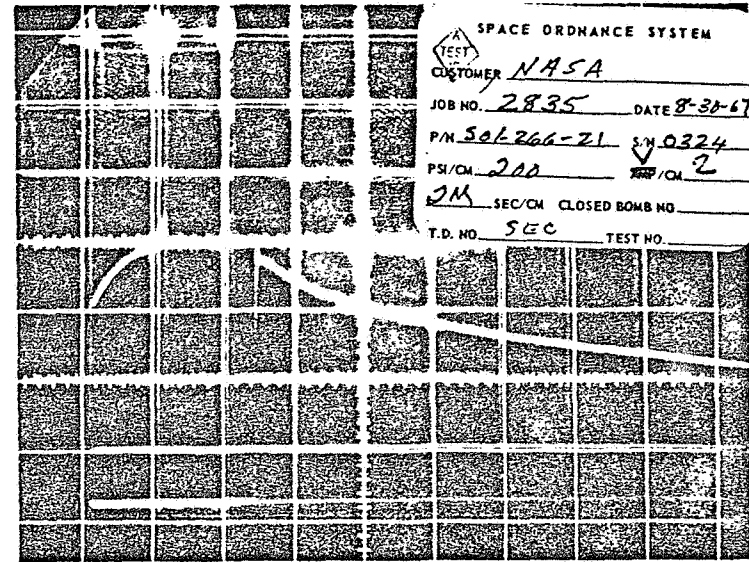 SPACE ORDNANCE SYSTEM
TEST
CUSTOMER NASA
JOB NO. 2835 DATE 8-30-67
P/N SO1-266-21 S/N 0324
PSI/CM. 200 V /CM 2
2M SEC/CM CLOSED BOMB NO.
T.D. NO. SEC TEST NO.